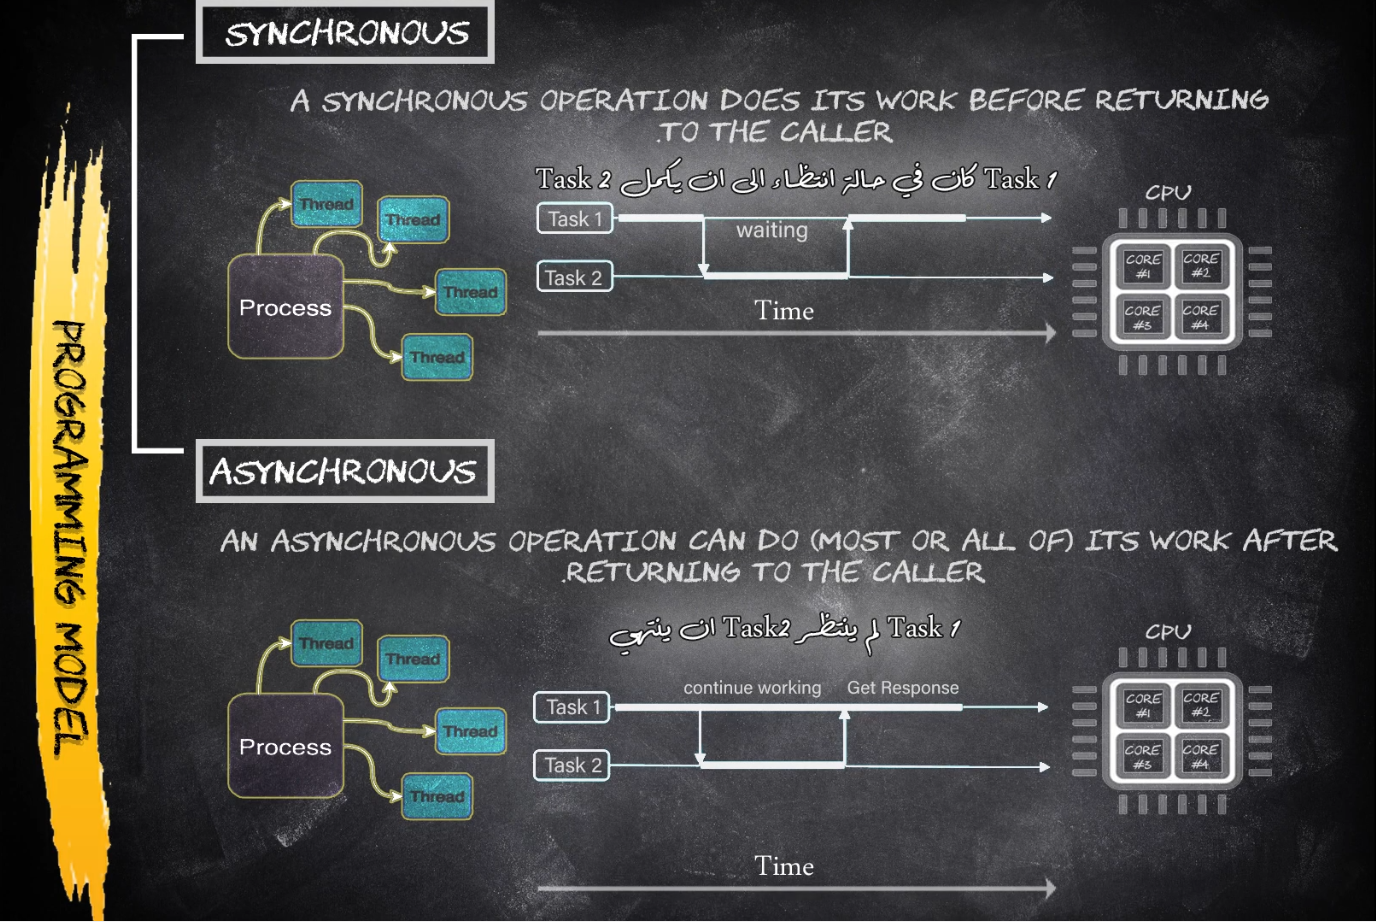 PROGRAMMING MODEL
SYNCHRONOUS
A SYNCHRONOUS OPERATION DOES ITS WORK BEFORE RETURNING
.TO THE CALLER
Task 1 كان في حالة انتظار الى ان يكمل Task 2
Thread
Thread
Process
Thread
Thread
Task 1
waiting
Task 2
Time
CPU
CORE #1
CORE #2
CORE #3
CORE #4
ASYNCHRONOUS
AN ASYNCHRONOUS OPERATION CAN DO (MOST OR ALL OF) ITS WORK AFTER
.RETURNING TO THE CALLER
Task 1 لم ينتظر Task2 ان ينتهي
Thread
Thread
Process
Thread
Thread
continue working
Get Response
Task 1
Task 2
Time
CPU
CORE #1
CORE #2
CORE #3
CORE #4